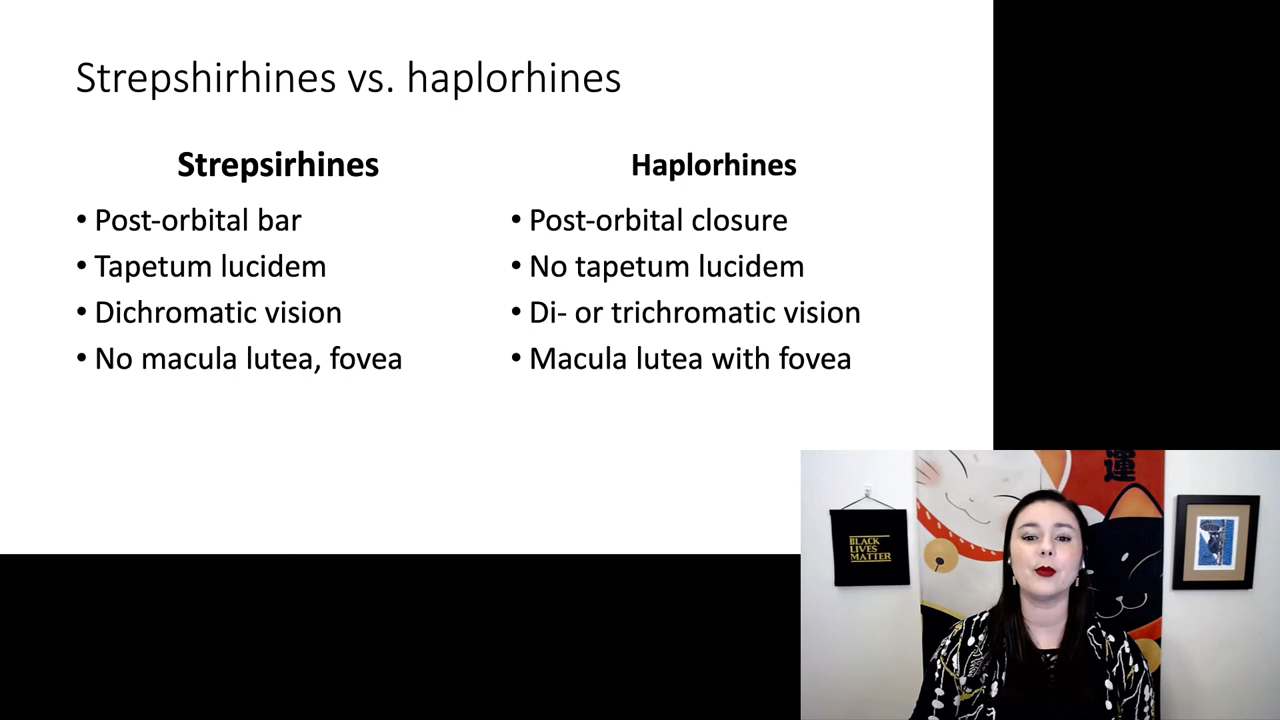 Strepshirhines vs. haplorhines
Strepsirhines
• Post-orbital bar
• Tapetum lucidem
• Dichromatic vision
• No macula lutea, fovea
Haplorhines
• Post-orbital closure
• No tapetum lucidem
• Di- or trichromatic vision
• Macula lutea with fovea
運
BLACK
LIVES
MATTER